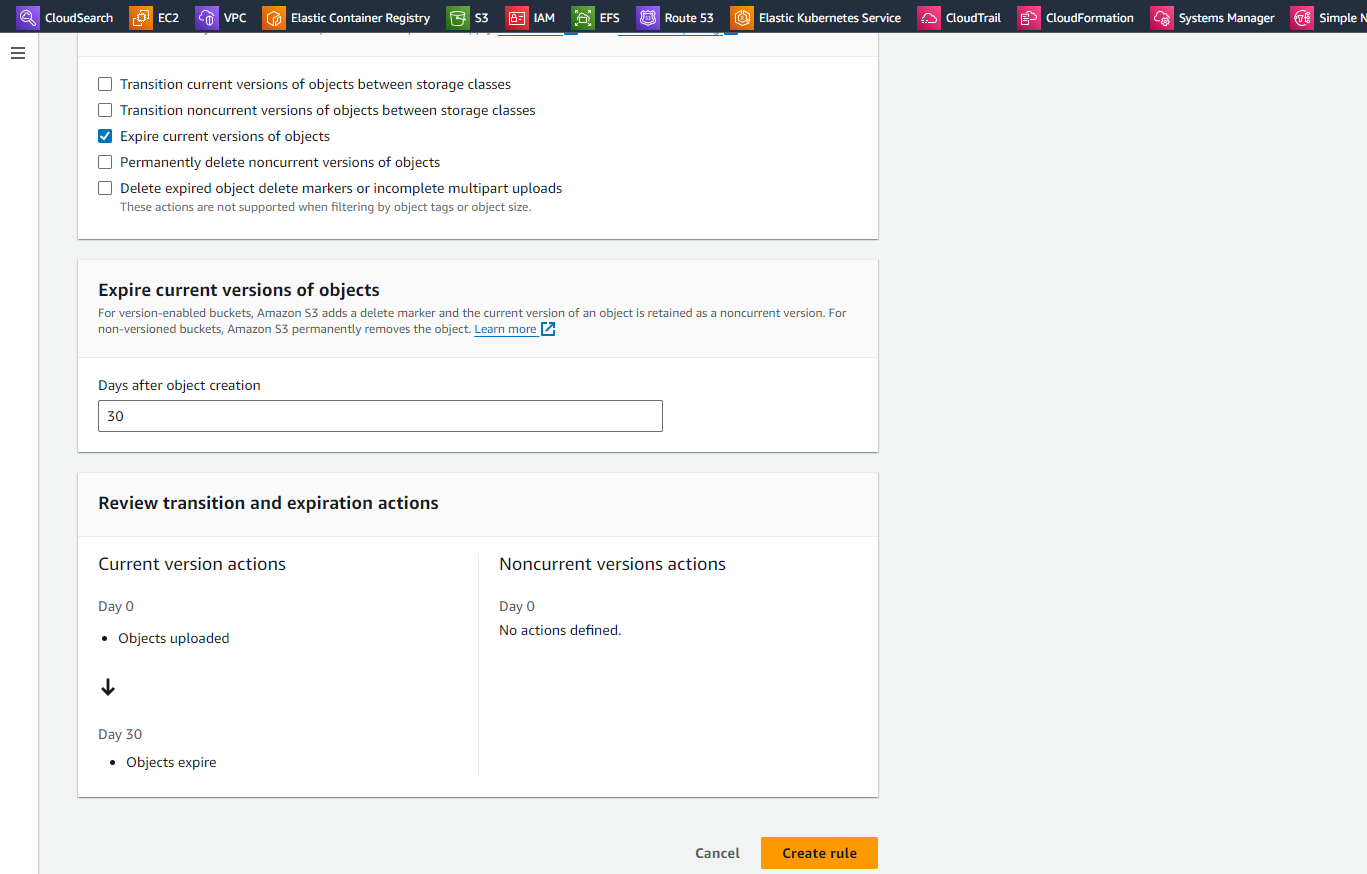 CloudSearch EC2 VPC Elastic Container Registry S3 IAM EFS Route 53 Elastic Kubernetes Service CloudTrail CloudFormation Systems Manager Simple N
Transition current versions of objects between storage classes
Transition noncurrent versions of objects between storage classes
Expire current versions of objects
Permanently delete noncurrent versions of objects
Delete expired object delete markers or incomplete multipart uploads
These actions are not supported when filtering by object tags or object size.
Expire current versions of objects
For version-enabled buckets, Amazon S3 adds a delete marker and the current version of an object is retained as a noncurrent version. For
non-versioned buckets, Amazon S3 permanently removes the object. Learn more
Days after object creation
30
Review transition and expiration actions
Current version actions
Day 0
• Objects uploaded
Day 30
• Objects expire
Noncurrent versions actions
Day 0
No actions defined.
Cancel
Create rule